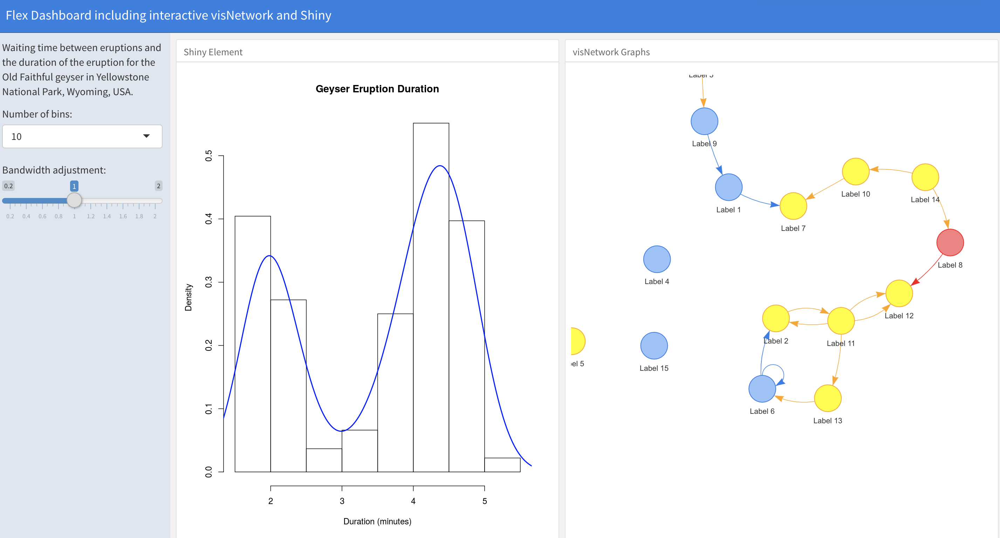 Flex Dashboard including interactive visNetwork and Shiny
Waiting time between eruptions and
the duration of the eruption for the
Old Faithful geyser in Yellowstone
National Park, Wyoming, USA.
Number of bins:
10
Bandwidth adjustment:
0.2 1 2
0.2 0.4 0.6 0.8 1 1.2 1.4 1.6 1.8 2
Shiny Element
Geyser Eruption Duration
Density
0.5
0.4
0.3
0.2
0.1
0.0
2 3 4 5
Duration (minutes)
visNetwork Graphs
Label 9
Label 10
Label 14
Label 1
Label 7
Label 8
Label 4
Label 12
Label 2
Label 11
el 5
Label 15
Label 6
Label 13